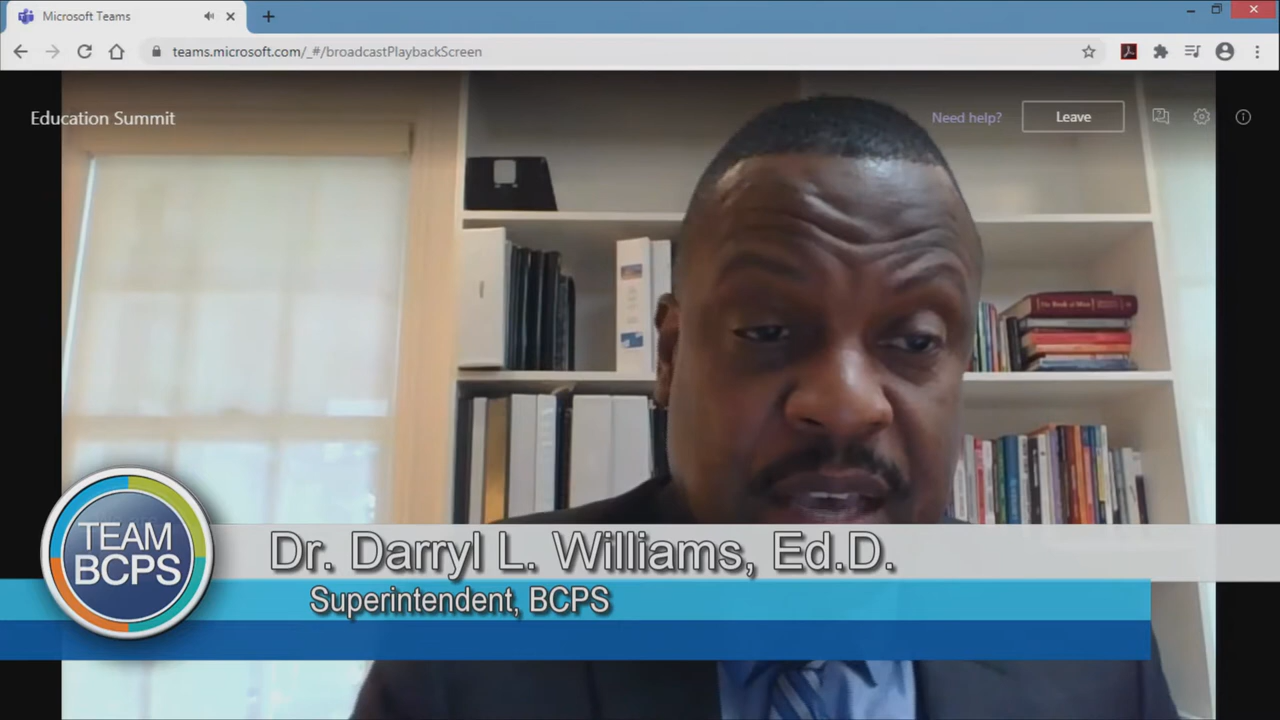 Microsoft Teams
teams.microsoft.com/_#/broadcastPlaybackScreen
Education Summit
Need help?
Leave
TEAM
BCPS
Dr. Darryl L. Williams, Ed.D.
Superintendent, BCPS